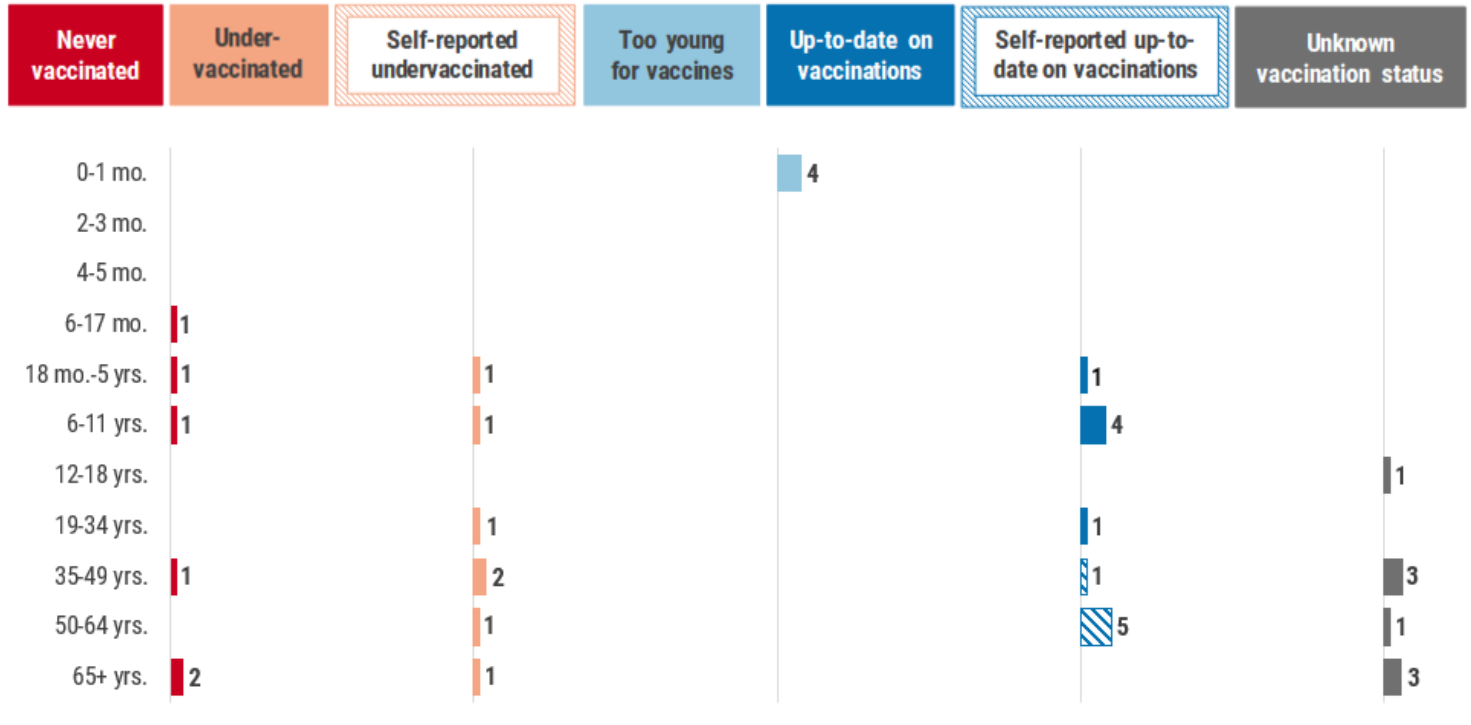 Never
vaccinated
Under-
vaccinated
Self-reported
undervaccinated
Too young
for vaccines
Up-to-date on
vaccinations
Self-reported up-to-
date on vaccinations
Unknown
vaccination status
0-1 mo. 4
2-3 mo.
4-5 mo.
6-17 mo. 1
18 mo.-5 yrs. 1 1 1
6-11 yrs. 1 1 4
12-18 yrs. 1
19-34 yrs. 1 1
35-49 yrs. 1 2 1 3
50-64 yrs. 1 5 1
65+ yrs. 2 1 3